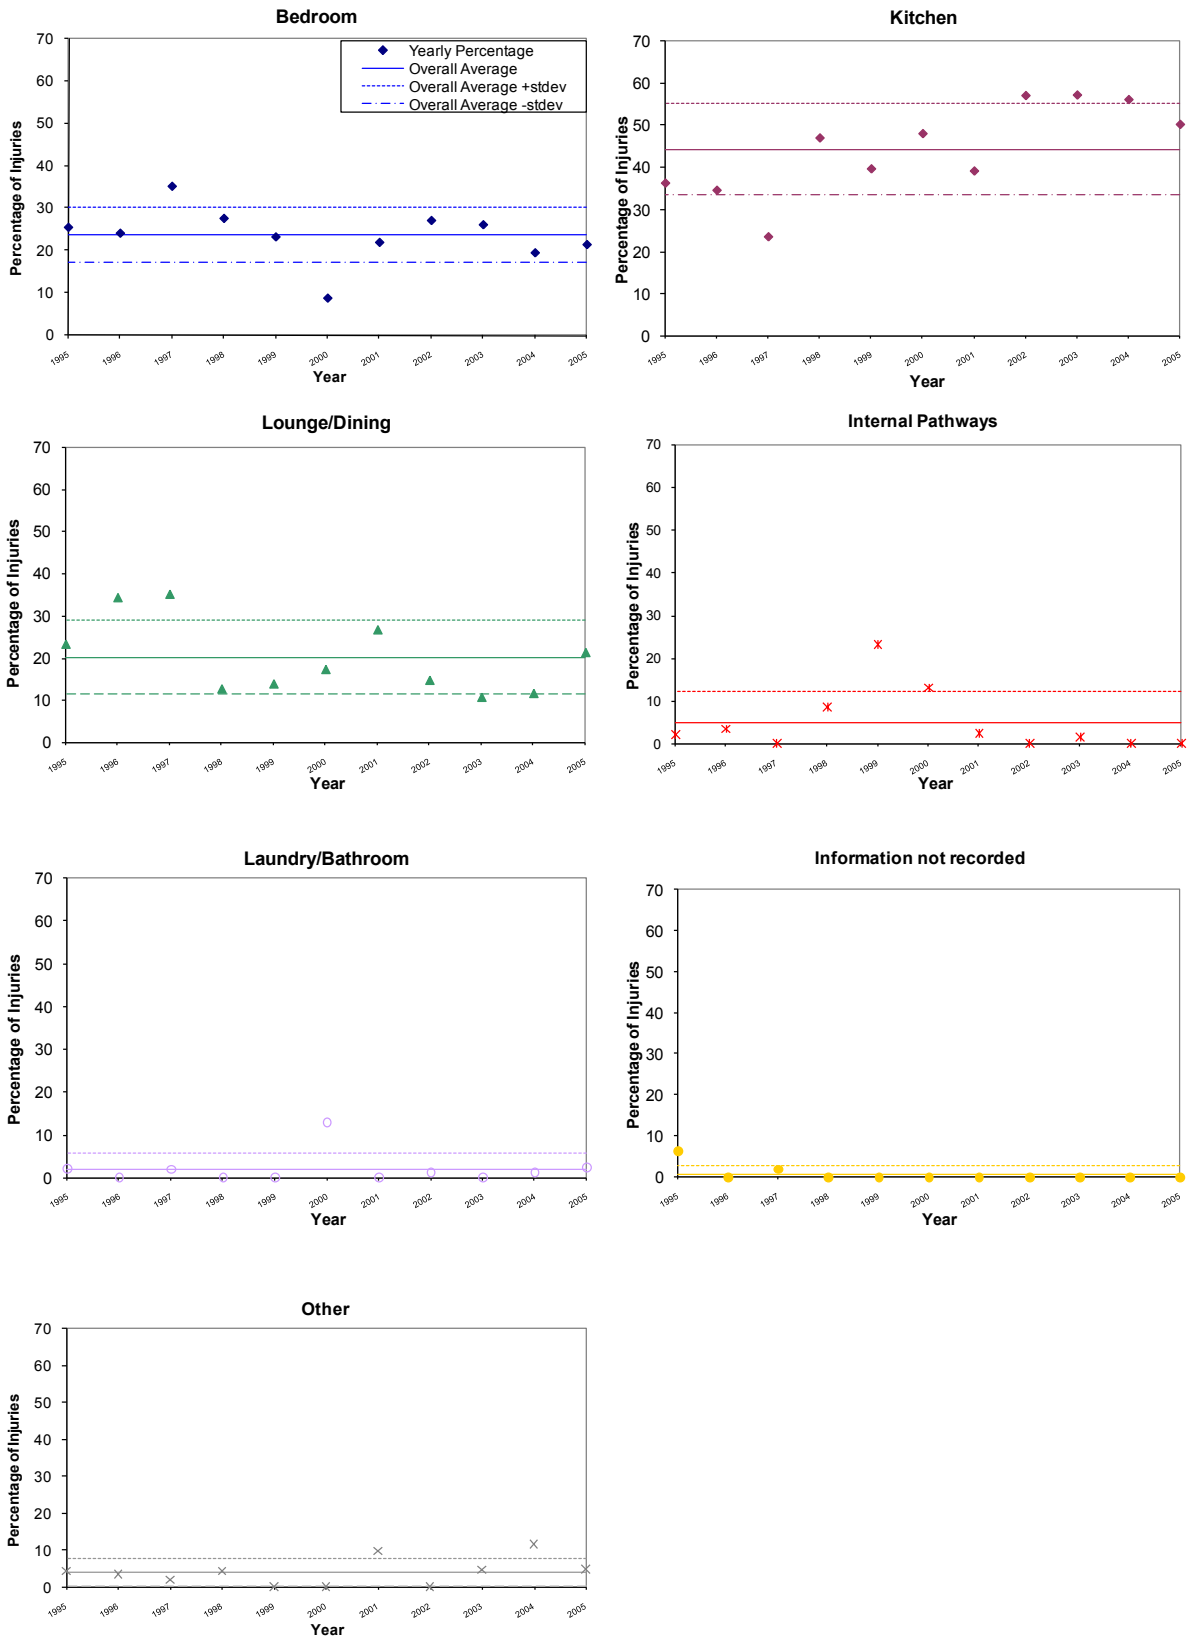 Bedroom
70
60
50
40
30
20
10
0
Percentage of Injuries
Yearly Percentage
Overall Average
Overall Average +stdev
Overall Average -stdev
1995 1996 1997 1998 1999 2000 2001 2002 2003 2004 2005
Year
Kitchen
70
60
50
40
30
20
10
0
Percentage of Injuries
1995 1996 1997 1998 1999 2000 2001 2002 2003 2004 2005
Year
Lounge/Dining
70
60
50
40
30
20
10
0
Percentage of Injuries
1995 1996 1997 1998 1999 2000 2001 2002 2003 2004 2005
Year
Internal Pathways
70
60
50
40
30
20
10
0
Percentage of Injuries
1995 1996 1997 1998 1999 2000 2001 2002 2003 2004 2005
Year
Laundry/Bathroom
70
60
50
40
30
20
10
0
Percentage of Injuries
1995 1996 1997 1998 1999 2000 2001 2002 2003 2004 2005
Year
Information not recorded
70
60
50
40
30
20
10
0
Percentage of Injuries
1995 1996 1997 1998 1999 2000 2001 2002 2003 2004 2005
Year
Other
70
60
50
40
30
20
10
0
Percentage of Injuries
1995 1996 1997 1998 1999 2000 2001 2002 2003 2004 2005
Year